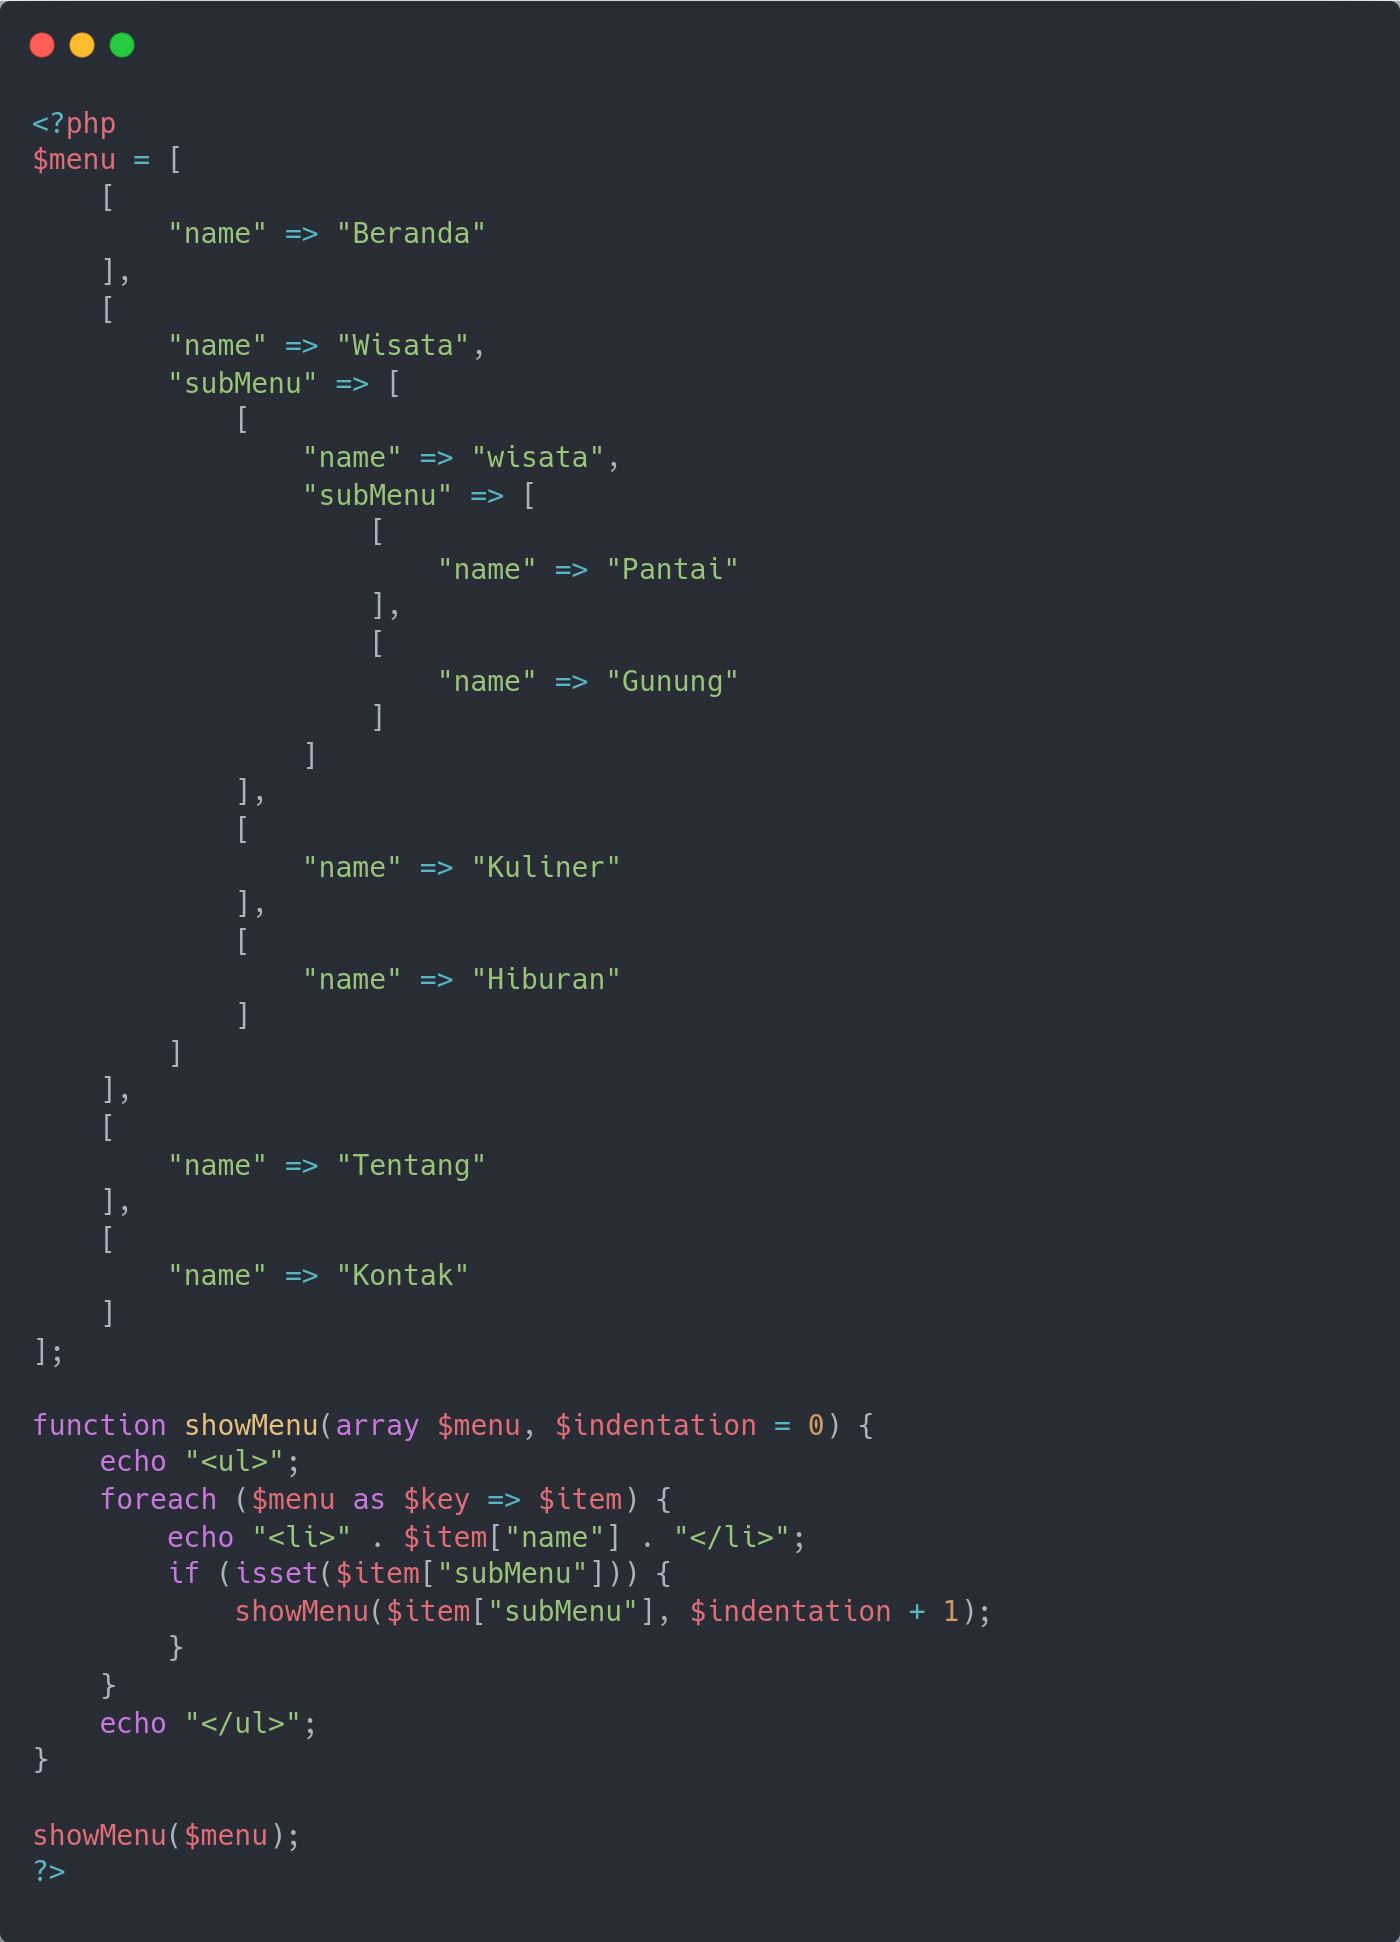 <?php
$menu = [
    [
        "name" => "Beranda"
    ],
    [
        "name" => "Wisata",
        "subMenu" => [
            [
                "name" => "wisata",
                "subMenu" => [
                    [
                        "name" => "Pantai"
                    ],
                    [
                        "name" => "Gunung"
                    ]
                ]
            ],
            [
                "name" => "Kuliner"
            ],
            [
                "name" => "Hiburan"
            ]
        ]
    ],
    [
        "name" => "Tentang"
    ],
    [
        "name" => "Kontak"
    ]
];

function showMenu(array $menu, $indentation = 0) {
    echo "<ul>";
    foreach ($menu as $key => $item) {
        echo "<li>" . $item["name"] . "</li>";
        if (isset($item["subMenu"])) {
            showMenu($item["subMenu"], $indentation + 1);
        }
    }
    echo "</ul>";
}

showMenu($menu);
?>